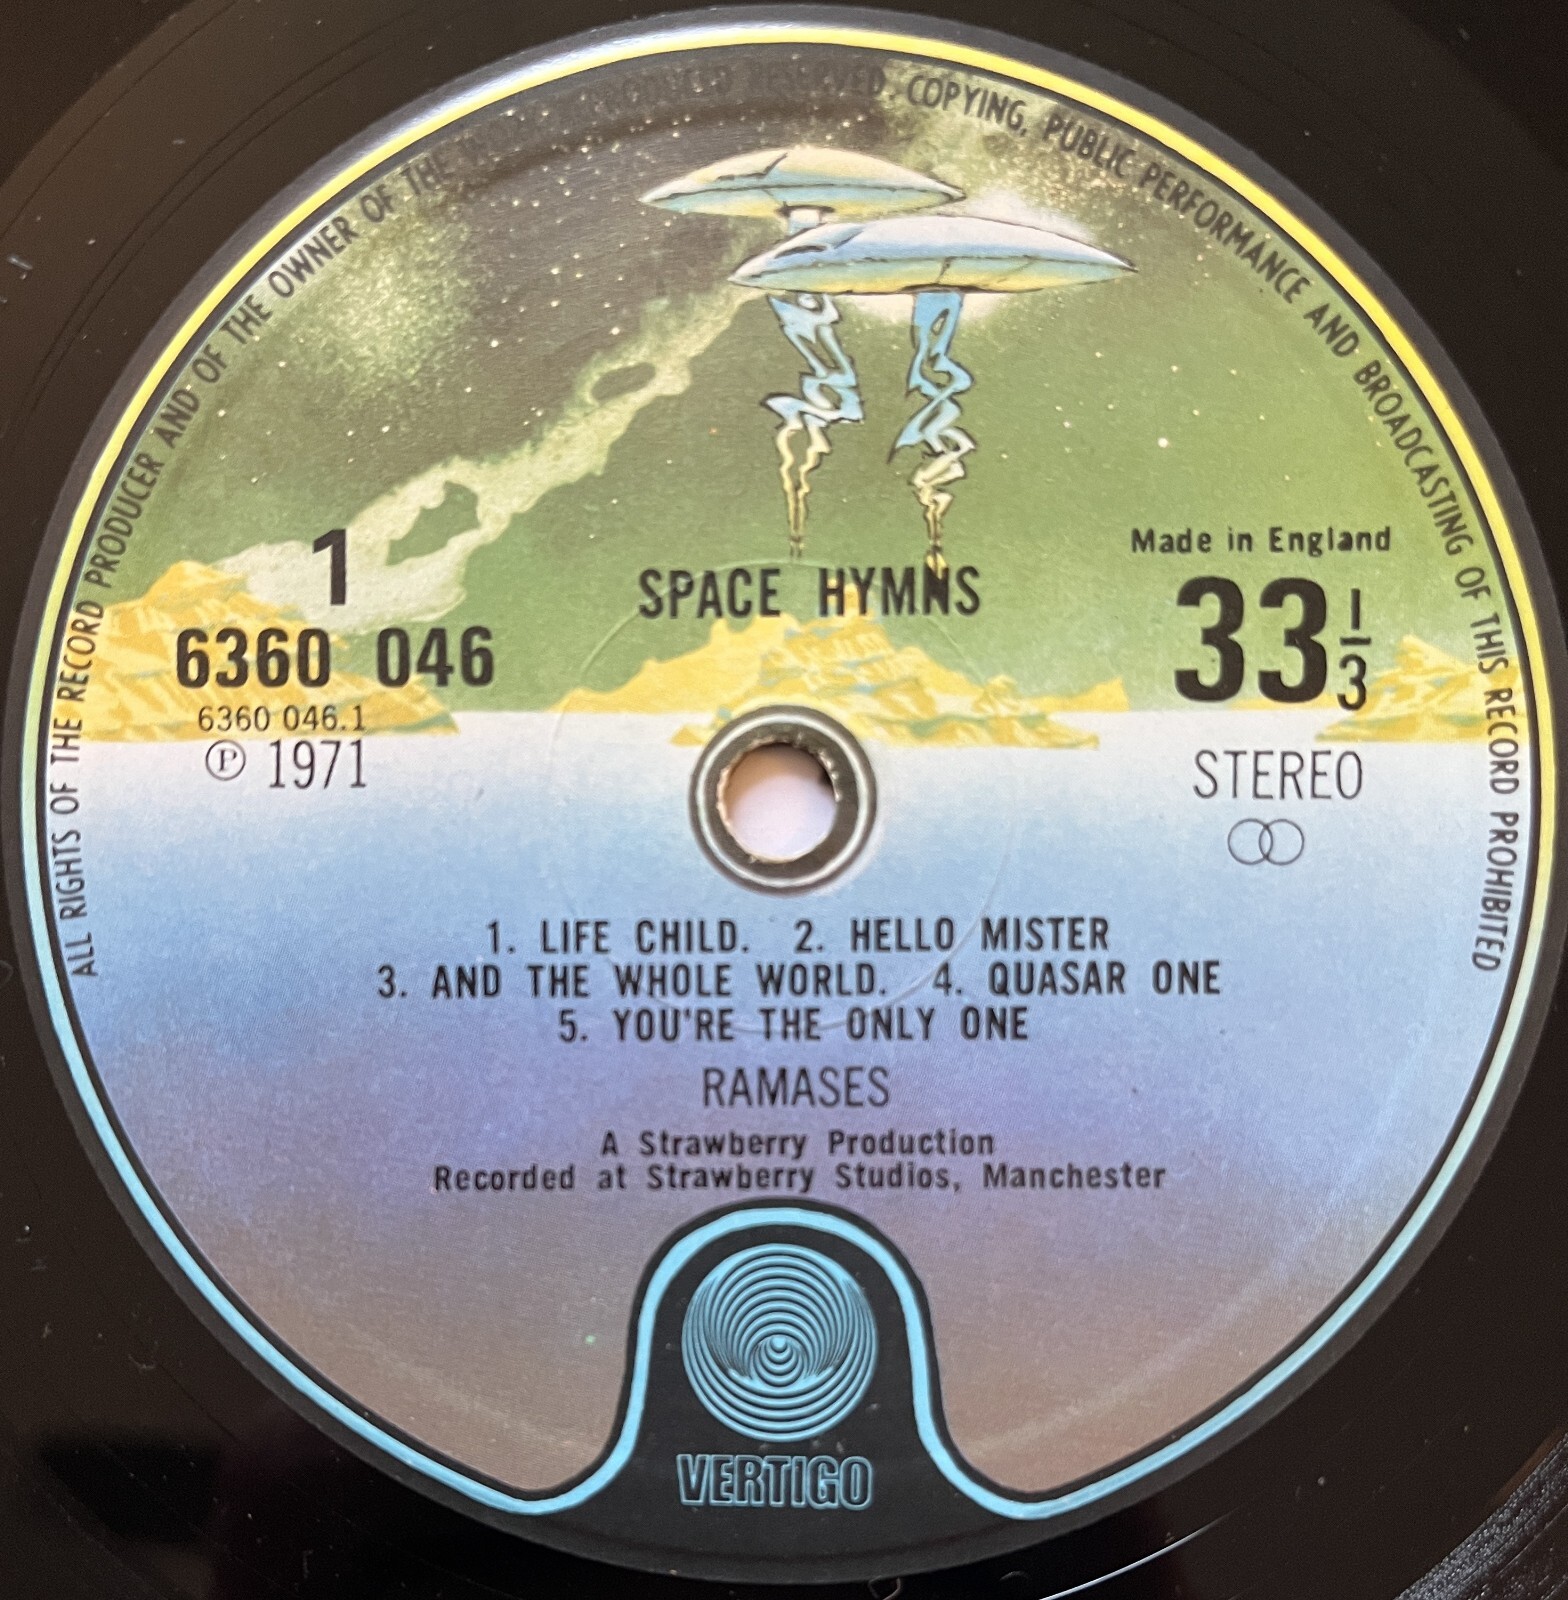 ALL RIGHTS OF THE RECORD PRODUCER AND OF THE OWNER OF THE RESERVED. COPYING, PUBLIC PERFORMANCE AND BROADCASTING OF THIS RECORD PROHIBITED
1
6360 046
6360 046.1
℗ 1971
SPACE HYMNS
Made in England
33 1/3
STEREO
1. LIFE CHILD. 2. HELLO MISTER
3. AND THE WHOLE WORLD. 4. QUASAR ONE
5. YOU'RE THE ONLY ONE
RAMASES
A Strawberry Production
Recorded at Strawberry Studios, Manchester
VERTIGO